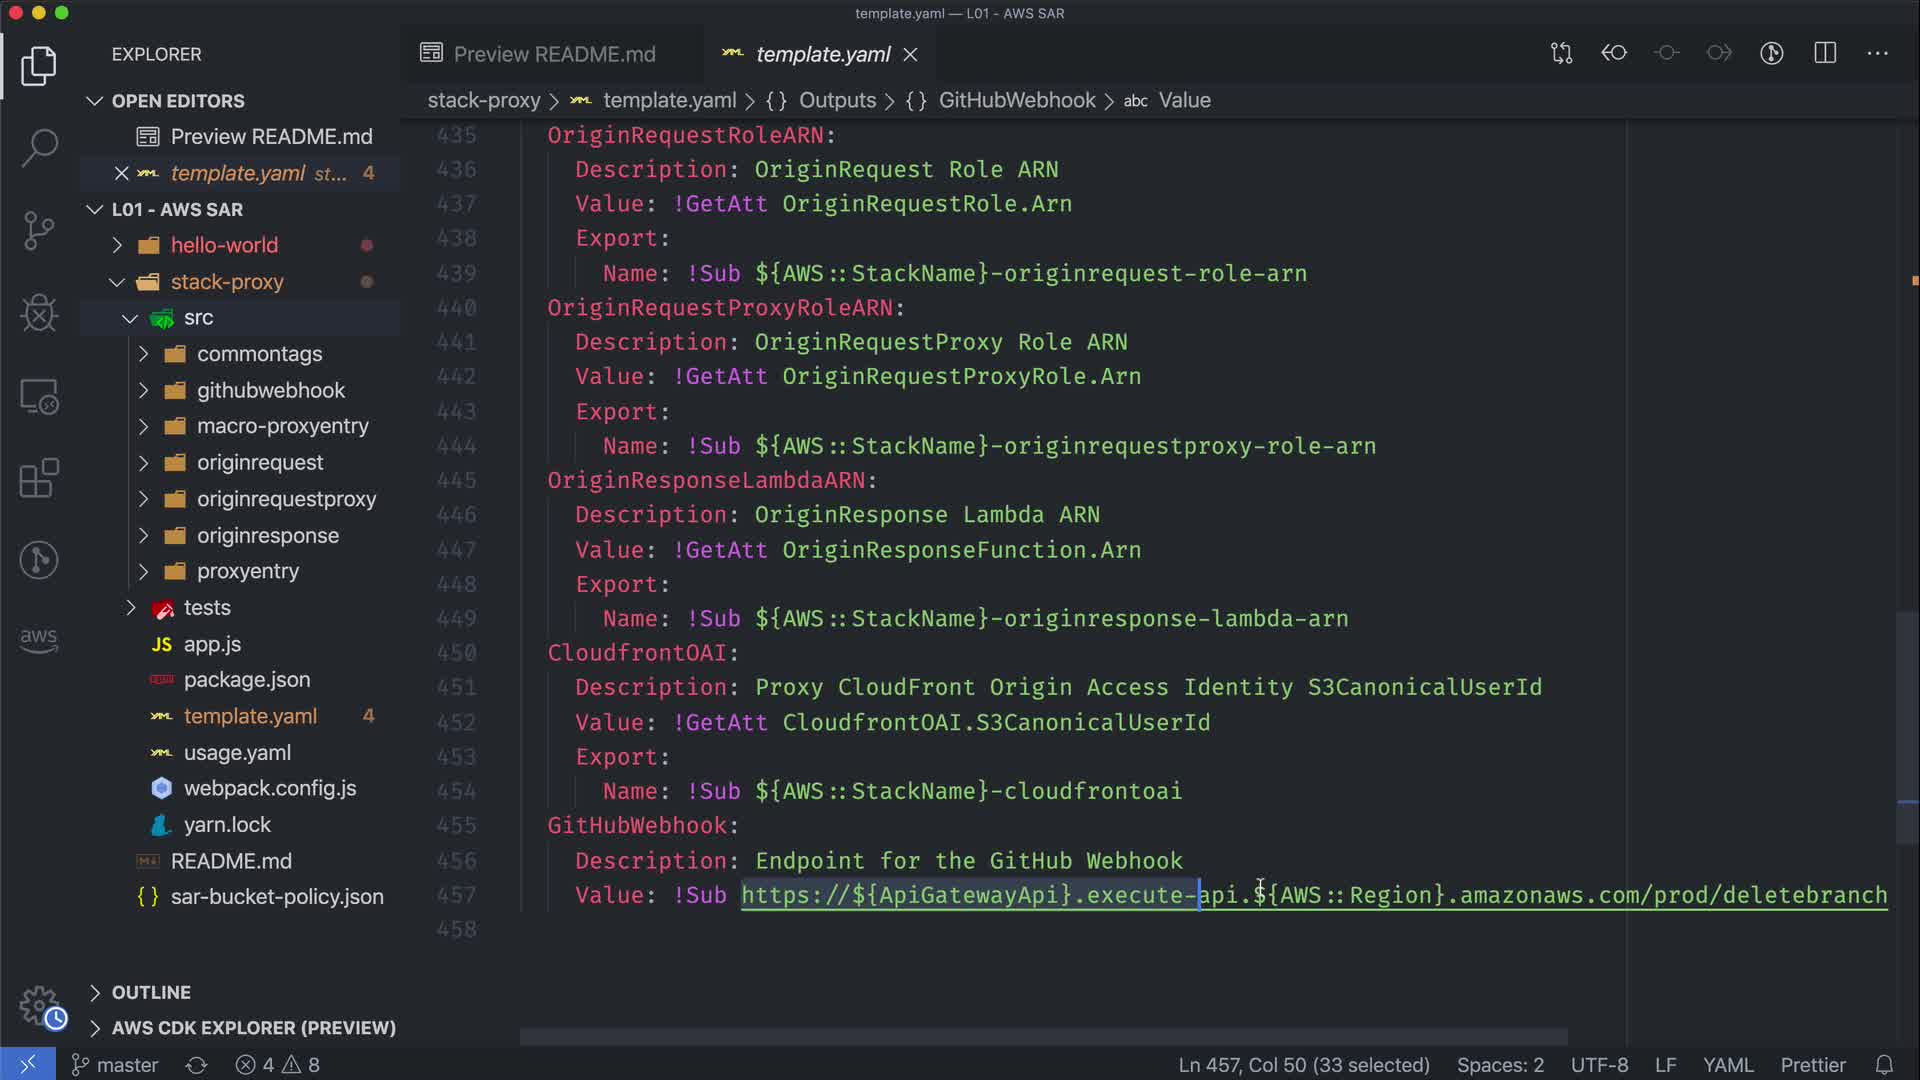 template.yaml — L01 - AWS SAR
EXPLORER
Preview README.md
template.yaml
OPEN EDITORS
Preview README.md
template.yaml st... 4
L01 - AWS SAR
hello-world
stack-proxy
src
commontags
githubwebhook
macro-proxyentry
originrequest
originrequestproxy
originresponse
proxyentry
tests
JS app.js
package.json
template.yaml 4
usage.yaml
webpack.config.js
yarn.lock
README.md
{ } sar-bucket-policy.json
OUTLINE
AWS CDK EXPLORER (PREVIEW)
aws
stack-proxy > template.yaml > { } Outputs > { } GitHubWebhook > abc Value
435 OriginRequestRoleARN:
436 Description: OriginRequest Role ARN
437 Value: !GetAtt OriginRequestRole.Arn
438 Export:
439 Name: !Sub ${AWS::StackName}-originrequest-role-arn
440 OriginRequestProxyRoleARN:
441 Description: OriginRequestProxy Role ARN
442 Value: !GetAtt OriginRequestProxyRole.Arn
443 Export:
444 Name: !Sub ${AWS::StackName}-originrequestproxy-role-arn
445 OriginResponseLambdaARN:
446 Description: OriginResponse Lambda ARN
447 Value: !GetAtt OriginResponseFunction.Arn
448 Export:
449 Name: !Sub ${AWS::StackName}-originresponse-lambda-arn
450 CloudfrontOAI:
451 Description: Proxy CloudFront Origin Access Identity S3CanonicalUserId
452 Value: !GetAtt CloudfrontOAI.S3CanonicalUserId
453 Export:
454 Name: !Sub ${AWS::StackName}-cloudfrontoai
455 GitHubWebhook:
456 Description: Endpoint for the GitHub Webhook
457 Value: !Sub https://${ApiGatewayApi}.execute-api.${AWS::Region}.amazonaws.com/prod/deletebranch
458
master 4 8 Ln 457, Col 50 (33 selected) Spaces: 2 UTF-8 LF YAML Prettier